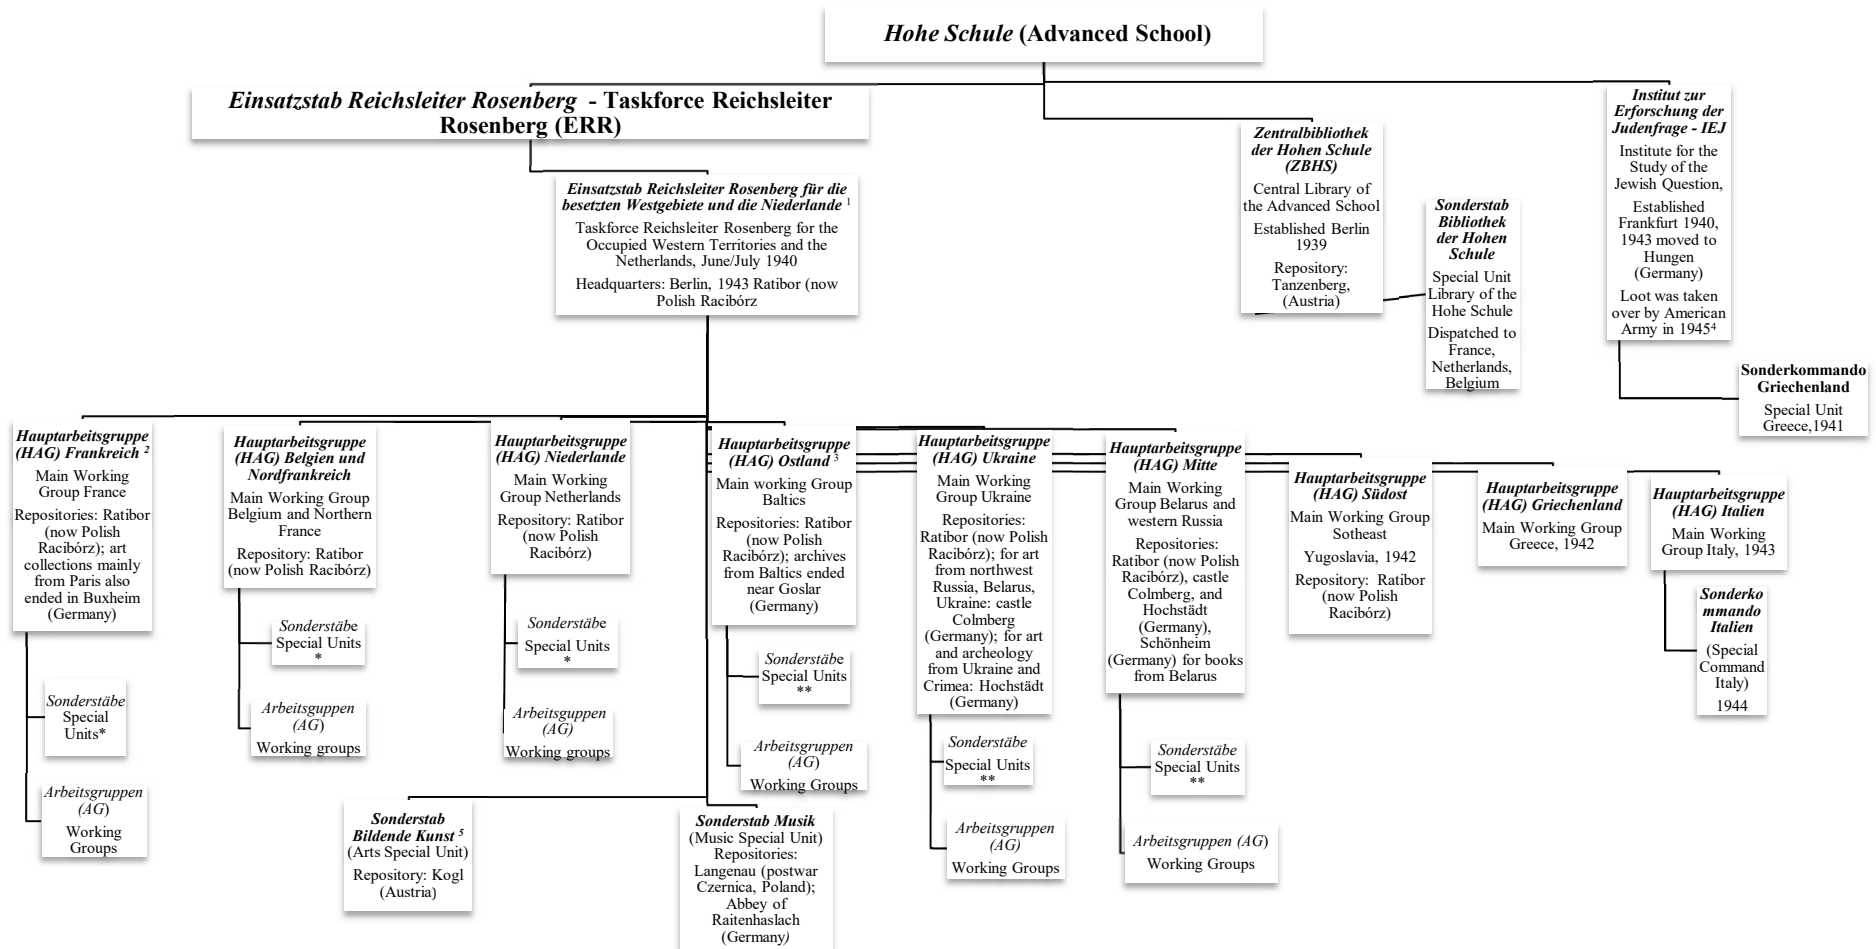 Hohe Schule (Advanced School)
Einsatzstab Reichsleiter Rosenberg - Taskforce Reichsleiter
Rosenberg (ERR)
Einsatzstab Reichsleiter Rosenberg für die
besetzten Westgebiete und die Niederlande 1
Taskforce Reichsleiter Rosenberg for the
Occupied Western Territories and the
Netherlands, June/July 1940
Headquarters: Berlin, 1943 Ratibor (now
Polish Racibórz
Zentralbibliothek
der Hohen Schule
(ZBHS)
Central Library of
the Advanced School
Established Berlin
1939
Repository:
Tanzenberg,
(Austria)
Sonderstab
Bibliothek
der Hohen
Schule
Special Unit
Library of the
Hohe Schule
Dispatched to
France,
Netherlands,
Belgium
Institut zur
Erforschung der
Judenfrage - IEJ
Institute for the
Study of the
Jewish Question,
Established
Frankfurt 1940,
1943 moved to
Hungen
(Germany)
Loot was taken
over by American
Army in 1945⁴
Sonderkommando
Griechenland
Special Unit
Greece,1941
Hauptarbeitsgruppe
(HAG) Frankreich 2
Main Working
Group France
Repositories: Ratibor
(now Polish
Racibórz); art
collections mainly
from Paris also
ended in Buxheim
(Germany)
Sonderstäbe
Special
Units*
Arbeitsgruppen
(AG)
Working
Groups
Hauptarbeitsgruppe
(HAG) Belgien und
Nordfrankreich
Main Working Group
Belgium and Northern
France
Repository: Ratibor
(now Polish Racibórz)
Sonderstäbe
Special Units
*
Arbeitsguppen
(AG)
Working groups
Hauptarbeitsgruppe
(HAG) Niederlande
Main Working
Group Netherlands
Repository: Ratibor
(now Polish
Racibórz)
Sonderstäbe
Special Units
*
Arbeitsguppen
(AG)
Working groups
Hauptarbeitsgruppe
(HAG) Ostland 3
Main working Group
Baltics
Repositories: Ratibor
(now Polish
Racibórz); archives
from Baltics ended
near Goslar
(Germany)
Sonderstäbe
Special Units
**
Arbeitsgruppen
(AG)
Working Groups
Hauptarbeitsgruppe
(HAG) Ukraine
Main Working
Group Ukraine
Repositories:
Ratibor (now Polish
Racibórz); for art
from northwest
Russia, Belarus,
Ukraine: castle
Colmberg
(Germany); for art
and archeology
from Ukraine and
Crimea: Hochstädt
(Germany)
Sonderstäbe
Special Units
**
Arbeitsgruppen
(AG)
Working Groups
Hauptarbeitsgruppe
(HAG) Mitte
Main Working
Group Belarus and
western Russia
Repositories:
Ratibor (now Polish
Racibórz), castle
Colmberg, and
Hochstädt
(Germany),
Schönheim
(Germany) for books
from Belarus
Sonderstäbe
Special Units
**
Arbeitsgruppen (AG)
Working Groups
Hauptarbeitsgruppe
(HAG) Südost
Main Working Group
Sotheast
Yugoslavia, 1942
Repository: Ratibor
(now Polish
Racibórz)
Hauptarbeitsgruppe
(HAG) Griechenland
Main Working Group
Greece, 1942
Hauptarbeitsgruppe
(HAG) Italien
Main Working
Group Italy, 1943
Sonderko
mmando
Italien
(Special
Command
Italy)
1944
Sonderstab
Bildende Kunst 5
(Arts Special Unit)
Repository: Kogl
(Austria)
Sonderstab Musik
(Music Special Unit)
Repositories:
Langenau (postwar
Czernica, Poland);
Abbey of
Raitenhaslach
(Germany)